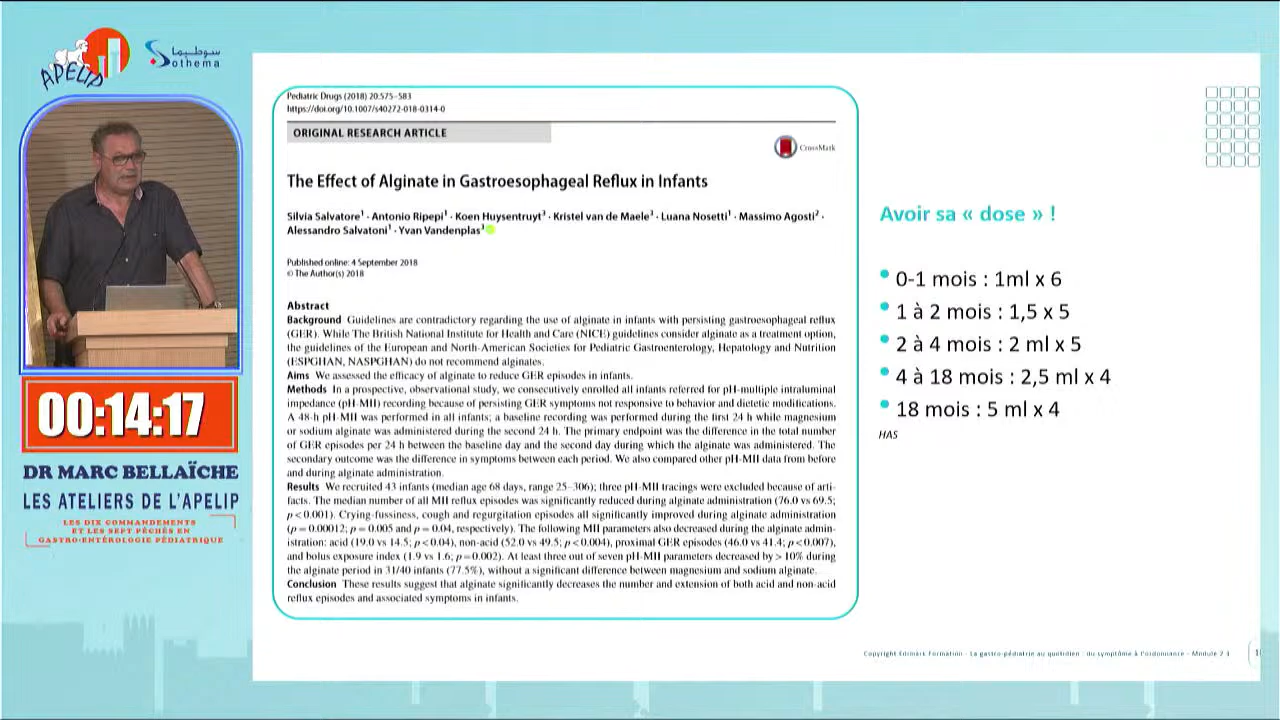 APELIP
سوطيما
Sothema
00:14:17
DR MARC BELLAÏCHE
LES ATELIERS DE L'APELIP
LES DIX COMMANDEMENTS
ET LES SEPT PÉCHÉS EN
GASTRO-ENTÉROLOGIE PÉDIATRIQUE
Pediatric Drugs (2018) 20:575–583
https://doi.org/10.1007/s40272-018-0314-0
ORIGINAL RESEARCH ARTICLE
CrossMark
The Effect of Alginate in Gastroesophageal Reflux in Infants
Silvia Salvatore1 · Antonio Ripepi1 · Koen Huysentruyt3 · Kristel van de Maele3 · Luana Nosetti1 · Massimo Agosti2 ·
Alessandro Salvatoni1 · Yvan Vandenplas3
Published online: 4 September 2018
© The Author(s) 2018
Abstract
Background Guidelines are contradictory regarding the use of alginate in infants with persisting gastroesophageal reflux
(GER). While The British National Institute for Health and Care (NICE) guidelines consider alginate as a treatment option,
the guidelines of the European and North-American Societies for Pediatric Gastroenterology, Hepatology and Nutrition
(ESPGHAN, NASPGHAN) do not recommend alginates.
Aims We assessed the efficacy of alginate to reduce GER episodes in infants.
Methods In a prospective, observational study, we consecutively enrolled all infants referred for pH-multiple intraluminal
impedance (pH-MII) recording because of persisting GER symptoms not responsive to behavior and dietetic modifications.
A 48-h pH-MII was performed in all infants; a baseline recording was performed during the first 24 h while magnesium
or sodium alginate was administered during the second 24 h. The primary endpoint was the difference in the total number
of GER episodes per 24 h between the baseline day and the second day during which the alginate was administered. The
secondary outcome was the difference in symptoms between each period. We also compared other pH-MII data from before
and during alginate administration.
Results We recruited 43 infants (median age 68 days, range 25–306); three pH-MII tracings were excluded because of arti-
facts. The median number of all MII reflux episodes was significantly reduced during alginate administration (76.0 vs 69.5;
p < 0.001). Crying-fussiness, cough and regurgitation episodes all significantly improved during alginate administration
(p = 0.00012; p = 0.005 and p = 0.04, respectively). The following MII parameters also decreased during the alginate admin-
istration: acid (19.0 vs 14.5; p < 0.04), non-acid (52.0 vs 49.5; p < 0.004), proximal GER episodes (46.0 vs 41.4; p < 0.007),
and bolus exposure index (1.9 vs 1.6; p = 0.002). At least three out of seven pH-MII parameters decreased by > 10% during
the alginate period in 31/40 infants (77.5%), without a significant difference between magnesium and sodium alginate.
Conclusion These results suggest that alginate significantly decreases the number and extension of both acid and non-acid
reflux episodes and associated symptoms in infants.
Avoir sa « dose » !
• 0-1 mois : 1ml x 6
• 1 à 2 mois : 1,5 x 5
• 2 à 4 mois : 2 ml x 5
• 4 à 18 mois : 2,5 ml x 4
• 18 mois : 5 ml x 4
HAS
Copyright Edimark Formation - La gastro-pédiatrie au quotidien : du symptôme à l'ordonnance - Module 2